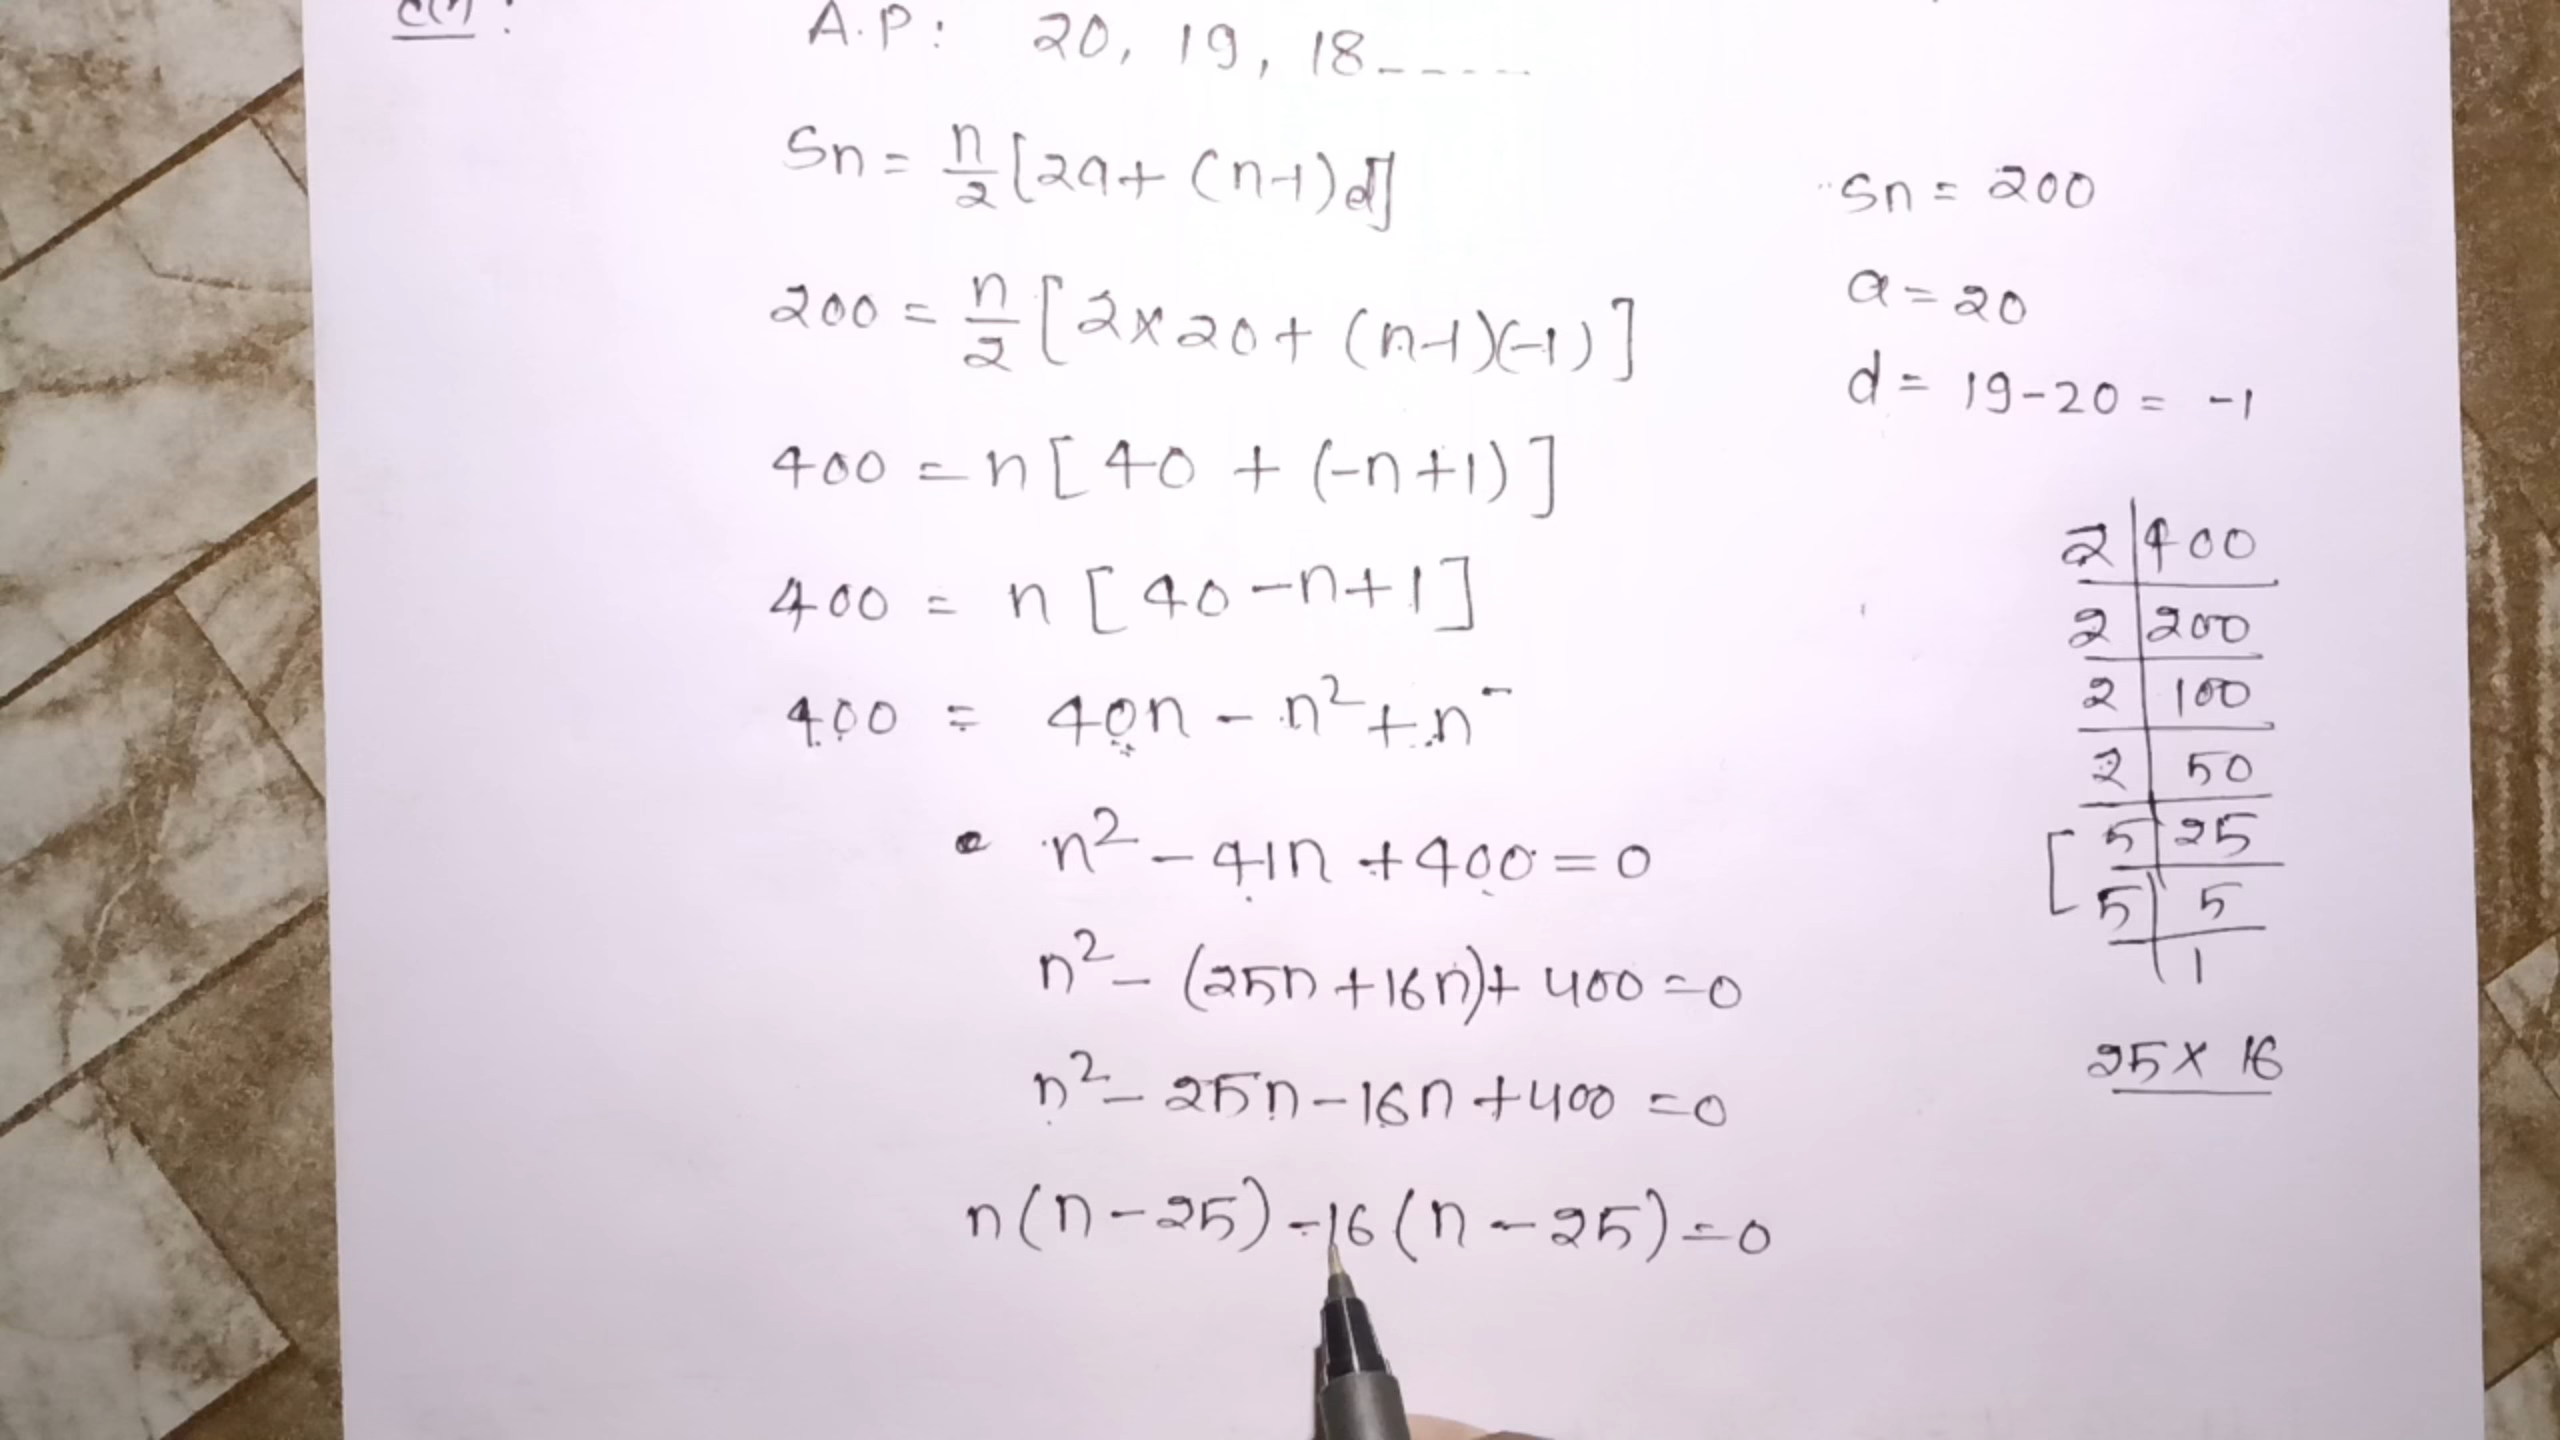 A.P: 20, 19, 18-----
Sn = n/2 [2a+ (n-1)d]
200 = n/2 [2×20+ (n-1)(-1)]
400 = n [40 + (-n+1)]
400 = n [40-n+1]
400 = 40n - n² + n
n² - 41n + 400 = 0
n² - (25n+16n)+ 400 = 0
n² - 25n - 16n + 400 = 0
n(n-25) -16(n-25) = 0
Sn = 200
a = 20
d = 19-20 = -1
2 | 400
2 | 200
2 | 100
2 | 50
5 | 25
5 | 5
| 1
25 × 16